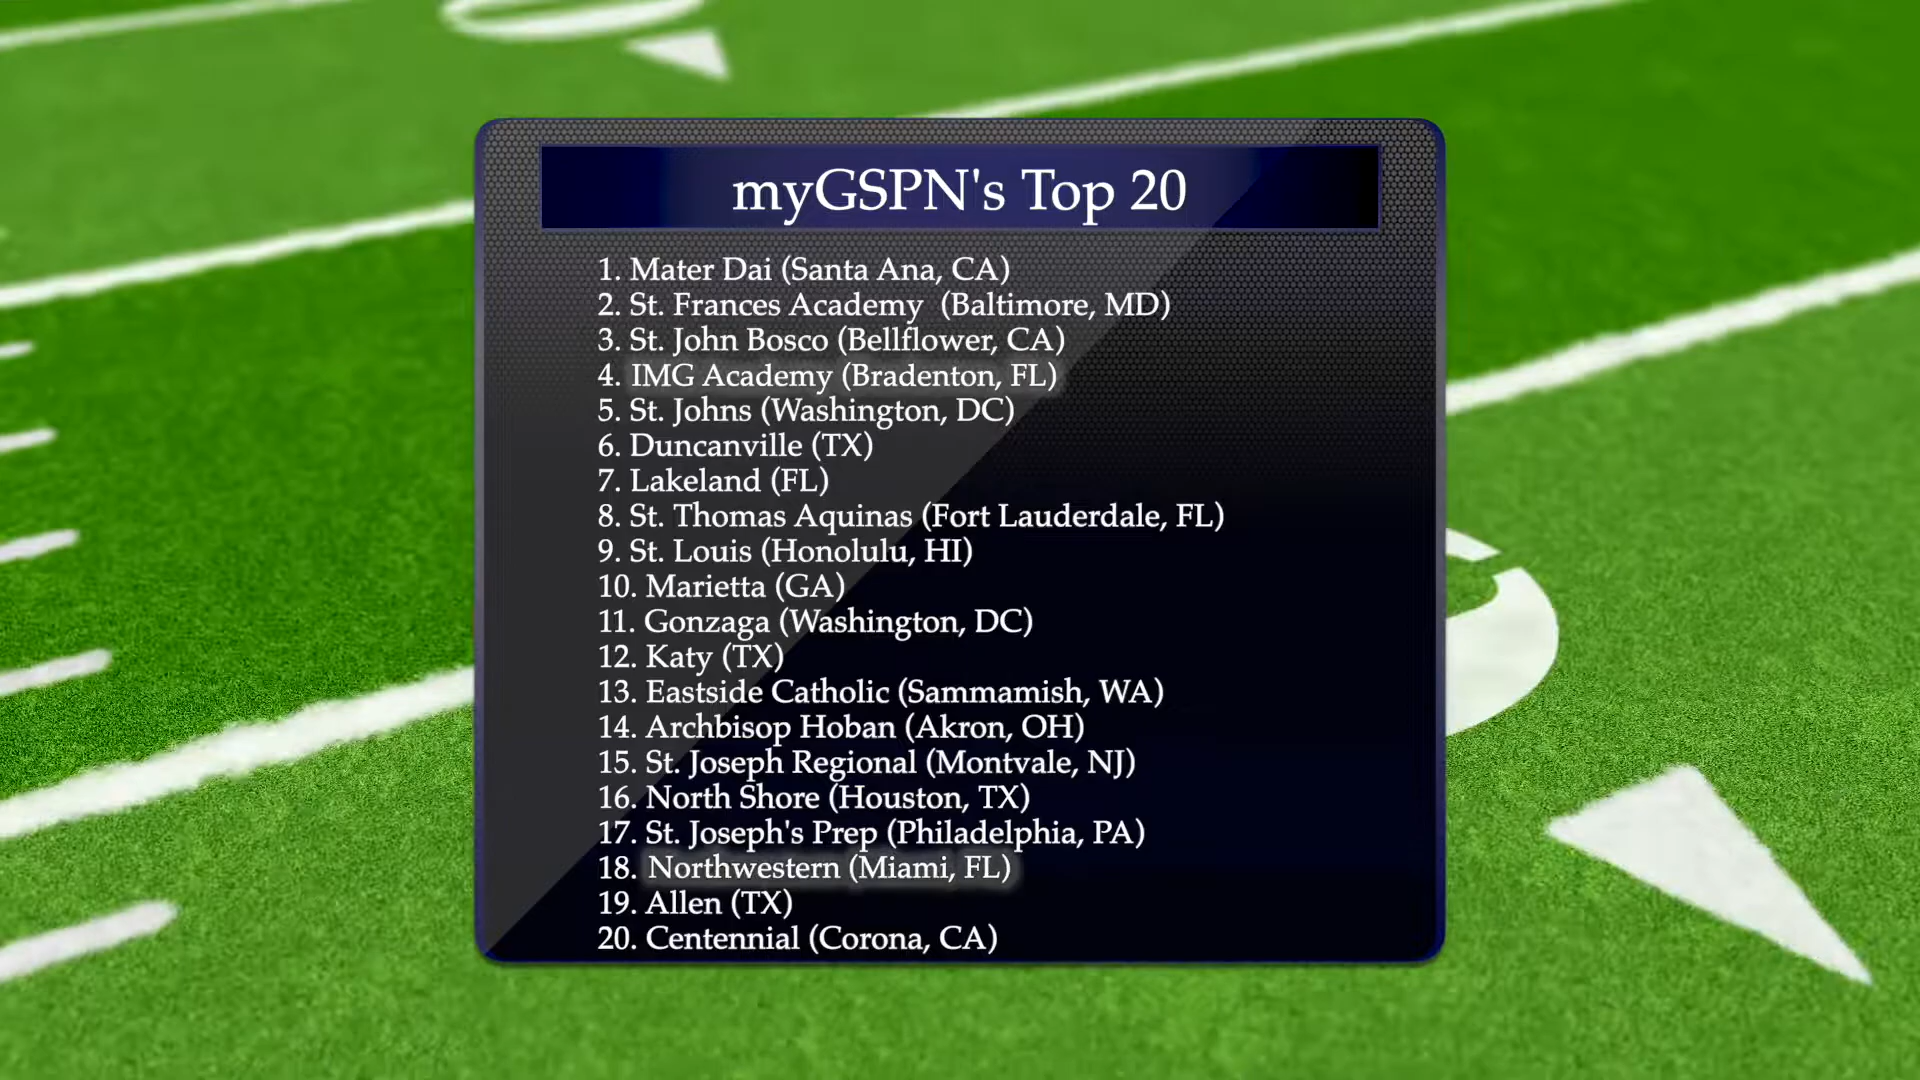 myGSPN's Top 20
1. Mater Dai (Santa Ana, CA)
2. St. Frances Academy (Baltimore, MD)
3. St. John Bosco (Bellflower, CA)
4. IMG Academy (Bradenton, FL)
5. St. Johns (Washington, DC)
6. Duncanville (TX)
7. Lakeland (FL)
8. St. Thomas Aquinas (Fort Lauderdale, FL)
9. St. Louis (Honolulu, HI)
10. Marietta (GA)
11. Gonzaga (Washington, DC)
12. Katy (TX)
13. Eastside Catholic (Sammamish, WA)
14. Archbisop Hoban (Akron, OH)
15. St. Joseph Regional (Montvale, NJ)
16. North Shore (Houston, TX)
17. St. Joseph's Prep (Philadelphia, PA)
18. Northwestern (Miami, FL)
19. Allen (TX)
20. Centennial (Corona, CA)